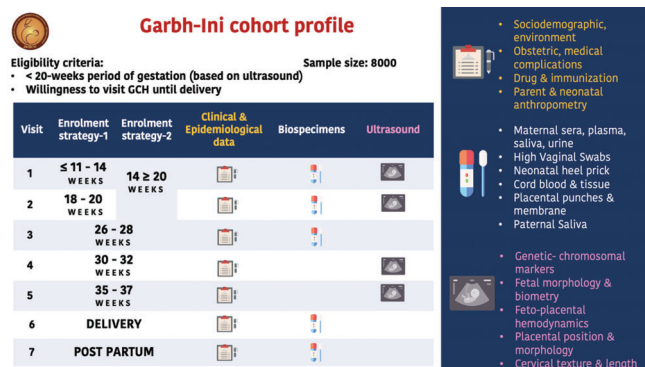 Garbh-Ini cohort profile
Eligibility criteria:
Sample size: 8000
• < 20-weeks period of gestation (based on ultrasound)
• Willingness to visit GCH until delivery
Visit
Enrolment
strategy-1
Enrolment
strategy-2
Clinical &
Epidemiological
data
Biospecimens
Ultrasound
1
≤ 11 - 14
WEEKS
14 ≥ 20
WEEKS
2
18 - 20
WEEKS
3
26 - 28
WEEKS
4
30 - 32
WEEKS
5
35 - 37
WEEKS
6
DELIVERY
7
POST PARTUM
• Sociodemographic,
environment
• Obstetric, medical
complications
• Drug & immunization
• Parent & neonatal
anthropometry
• Maternal sera, plasma,
saliva, urine
• High Vaginal Swabs
• Neonatal heel prick
• Cord blood & tissue
• Placental punches &
membrane
• Paternal Saliva
• Genetic- chromosomal
markers
• Fetal morphology &
biometry
• Feto-placental
hemodynamics
• Placental position &
morphology
• Cervical texture & length